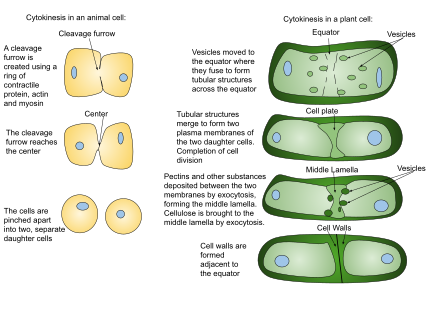 Cytokinesis in an animal cell:
Cleavage furrow
A cleavage
furrow is
created using a
ring of
contractile
protein, actin
and myosin
Center
The cleavage
furrow reaches
the center
The cells are
pinched apart
into two, separate
daughter cells
Cytokinesis in a plant cell:
Equator
Vesicles
Vesicles moved to
the equator where
they fuse to form
tubular structures
across the equator
Cell plate
Tubular structures
merge to form two
plasma membranes of
the two daughter cells.
Completion of cell
division
Middle Lamella
Vesicles
Pectins and other substances
deposited between the two
membranes by exocytosis,
forming the middle lamella.
Cellulose is brought to the
middle lamella by exocytosis.
Cell Walls
Cell walls are
formed
adjacent to
the equator